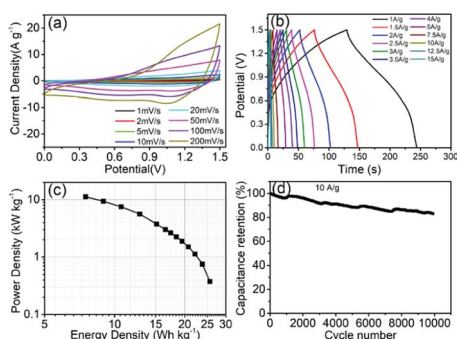 (a)
Current Density(A g⁻¹)
20
10
0
-10
-20
1mV/s
2mV/s
5mV/s
10mV/s
20mV/s
50mV/s
100mV/s
200mV/s
0.0 0.3 0.6 0.9 1.2 1.5
Potential(V)
(b)
Potential (V)
1.5
1.2
0.9
0.6
0.3
0.0
1A/g
1.5A/g
2A/g
2.5A/g
3A/g
3.5A/g
4A/g
5A/g
7.5A/g
10A/g
12.5A/g
15A/g
0 50 100 150 200 250 300
Time (s)
(c)
Power Density (kW kg⁻¹)
10
1
0.1
5 10 15 20 25 30
Energy Density (Wh kg⁻¹)
(d)
10 A/g
Capacitance retention (%)
100
80
60
40
20
0
0 2000 4000 6000 8000 10000
Cycle number